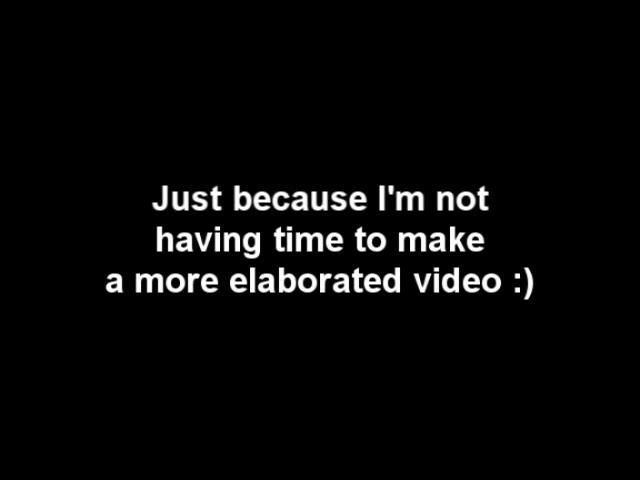 Just because I'm not
having time to make
a more elaborated video :)